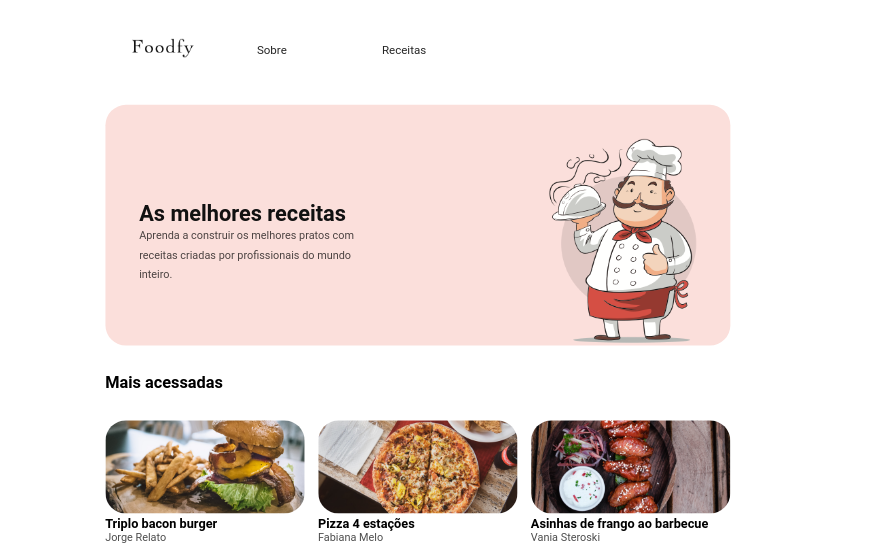 Foodfy
Sobre
Receitas
As melhores receitas
Aprenda a construir os melhores pratos com
receitas criadas por profissionais do mundo
inteiro.
Mais acessadas
Triplo bacon burger
Jorge Relato
Pizza 4 estações
Fabiana Melo
Asinhas de frango ao barbecue
Vania Steroski